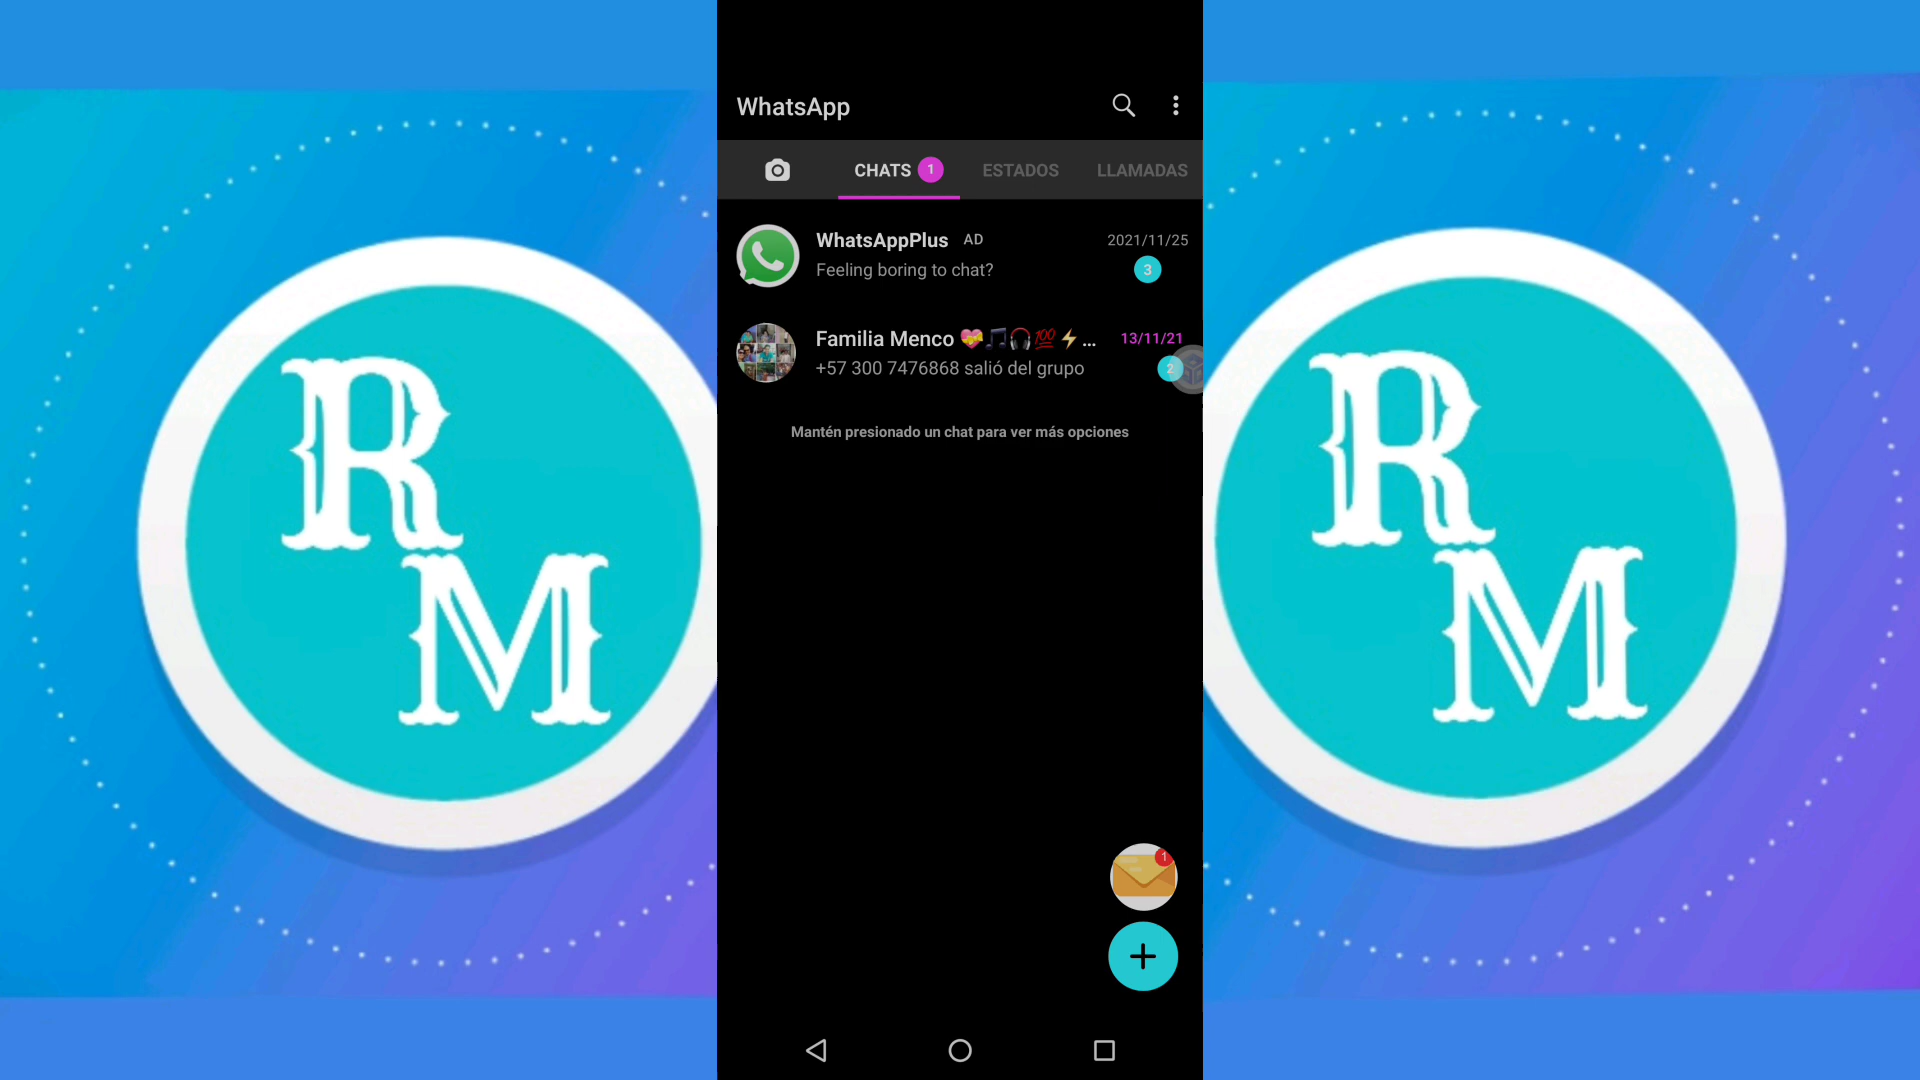 WhatsApp
CHATS 1 ESTADOS LLAMADAS
WhatsAppPlus AD 2021/11/25
Feeling boring to chat? 3
Familia Menco 💝🎵🎧💯⚡... 13/11/21
+57 300 7476868 salió del grupo 2
Mantén presionado un chat para ver más opciones
1
R
M
R
M